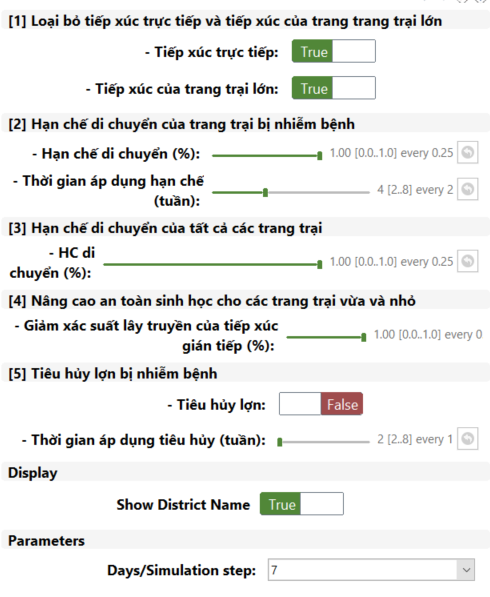 [1] Loại bỏ tiếp xúc trực tiếp và tiếp xúc của trang trang trại lớn
- Tiếp xúc trực tiếp: True
- Tiếp xúc của trang trại lớn: True
[2] Hạn chế di chuyển của trang trại bị nhiễm bệnh
- Hạn chế di chuyển (%): 1.00 [0.0..1.0] every 0.25
- Thời gian áp dụng hạn chế
(tuần): 4 [2..8] every 2
[3] Hạn chế di chuyển của tất cả các trang trại
- HC di
chuyển (%): 1.00 [0.0..1.0] every 0.25
[4] Nâng cao an toàn sinh học cho các trang trại vừa và nhỏ
- Giảm xác suất lây truyền của tiếp xúc
gián tiếp (%): 1.00 [0.0..1.0] every 0
[5] Tiêu hủy lợn bị nhiễm bệnh
- Tiêu hủy lợn: False
- Thời gian áp dụng tiêu hủy (tuần): 2 [2..8] every 1
Display
Show District Name True
Parameters
Days/Simulation step: 7